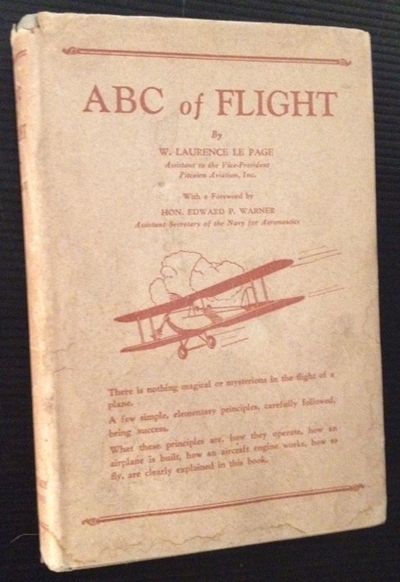 ABC of FLIGHT
By
W. LAURENCE LE PAGE
Assistant to the Vice-President
Pitcairn Aviation, Inc.
With a Foreword by
HON. EDWARD P. WARNER
Assistant-Secretary of the Navy for Aeronautics
There is nothing magical or mysterious in the flight of a
plane.
A few simple, elementary principles, carefully followed,
bring success.
What these principles are, how they operate, how an
airplane is built, how an aircraft engine works, how to
fly, are clearly explained in this book.